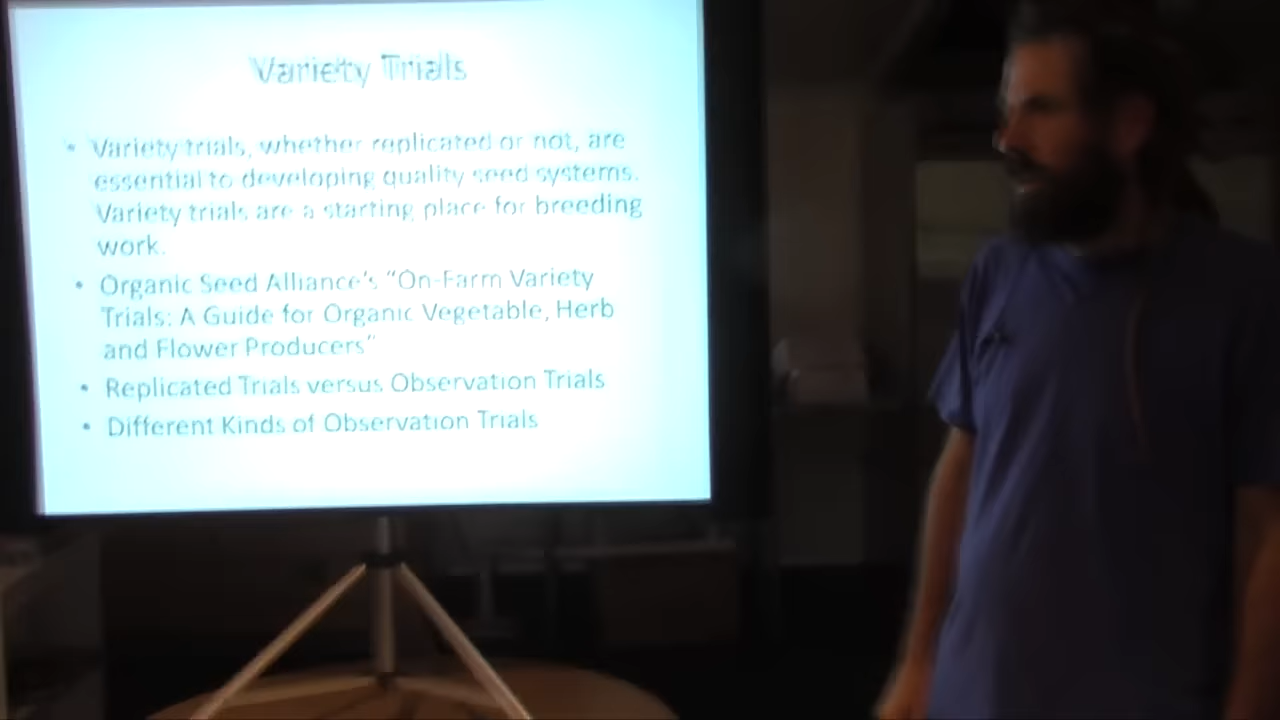 Variety Trials
• Variety trials, whether replicated or not, are
essential to developing quality seed systems.
Variety trials are a starting place for breeding
work.
• Organic Seed Alliance's “On-Farm Variety
Trials: A Guide for Organic Vegetable, Herb
and Flower Producers”
• Replicated Trials versus Observation Trials
• Different Kinds of Observation Trials